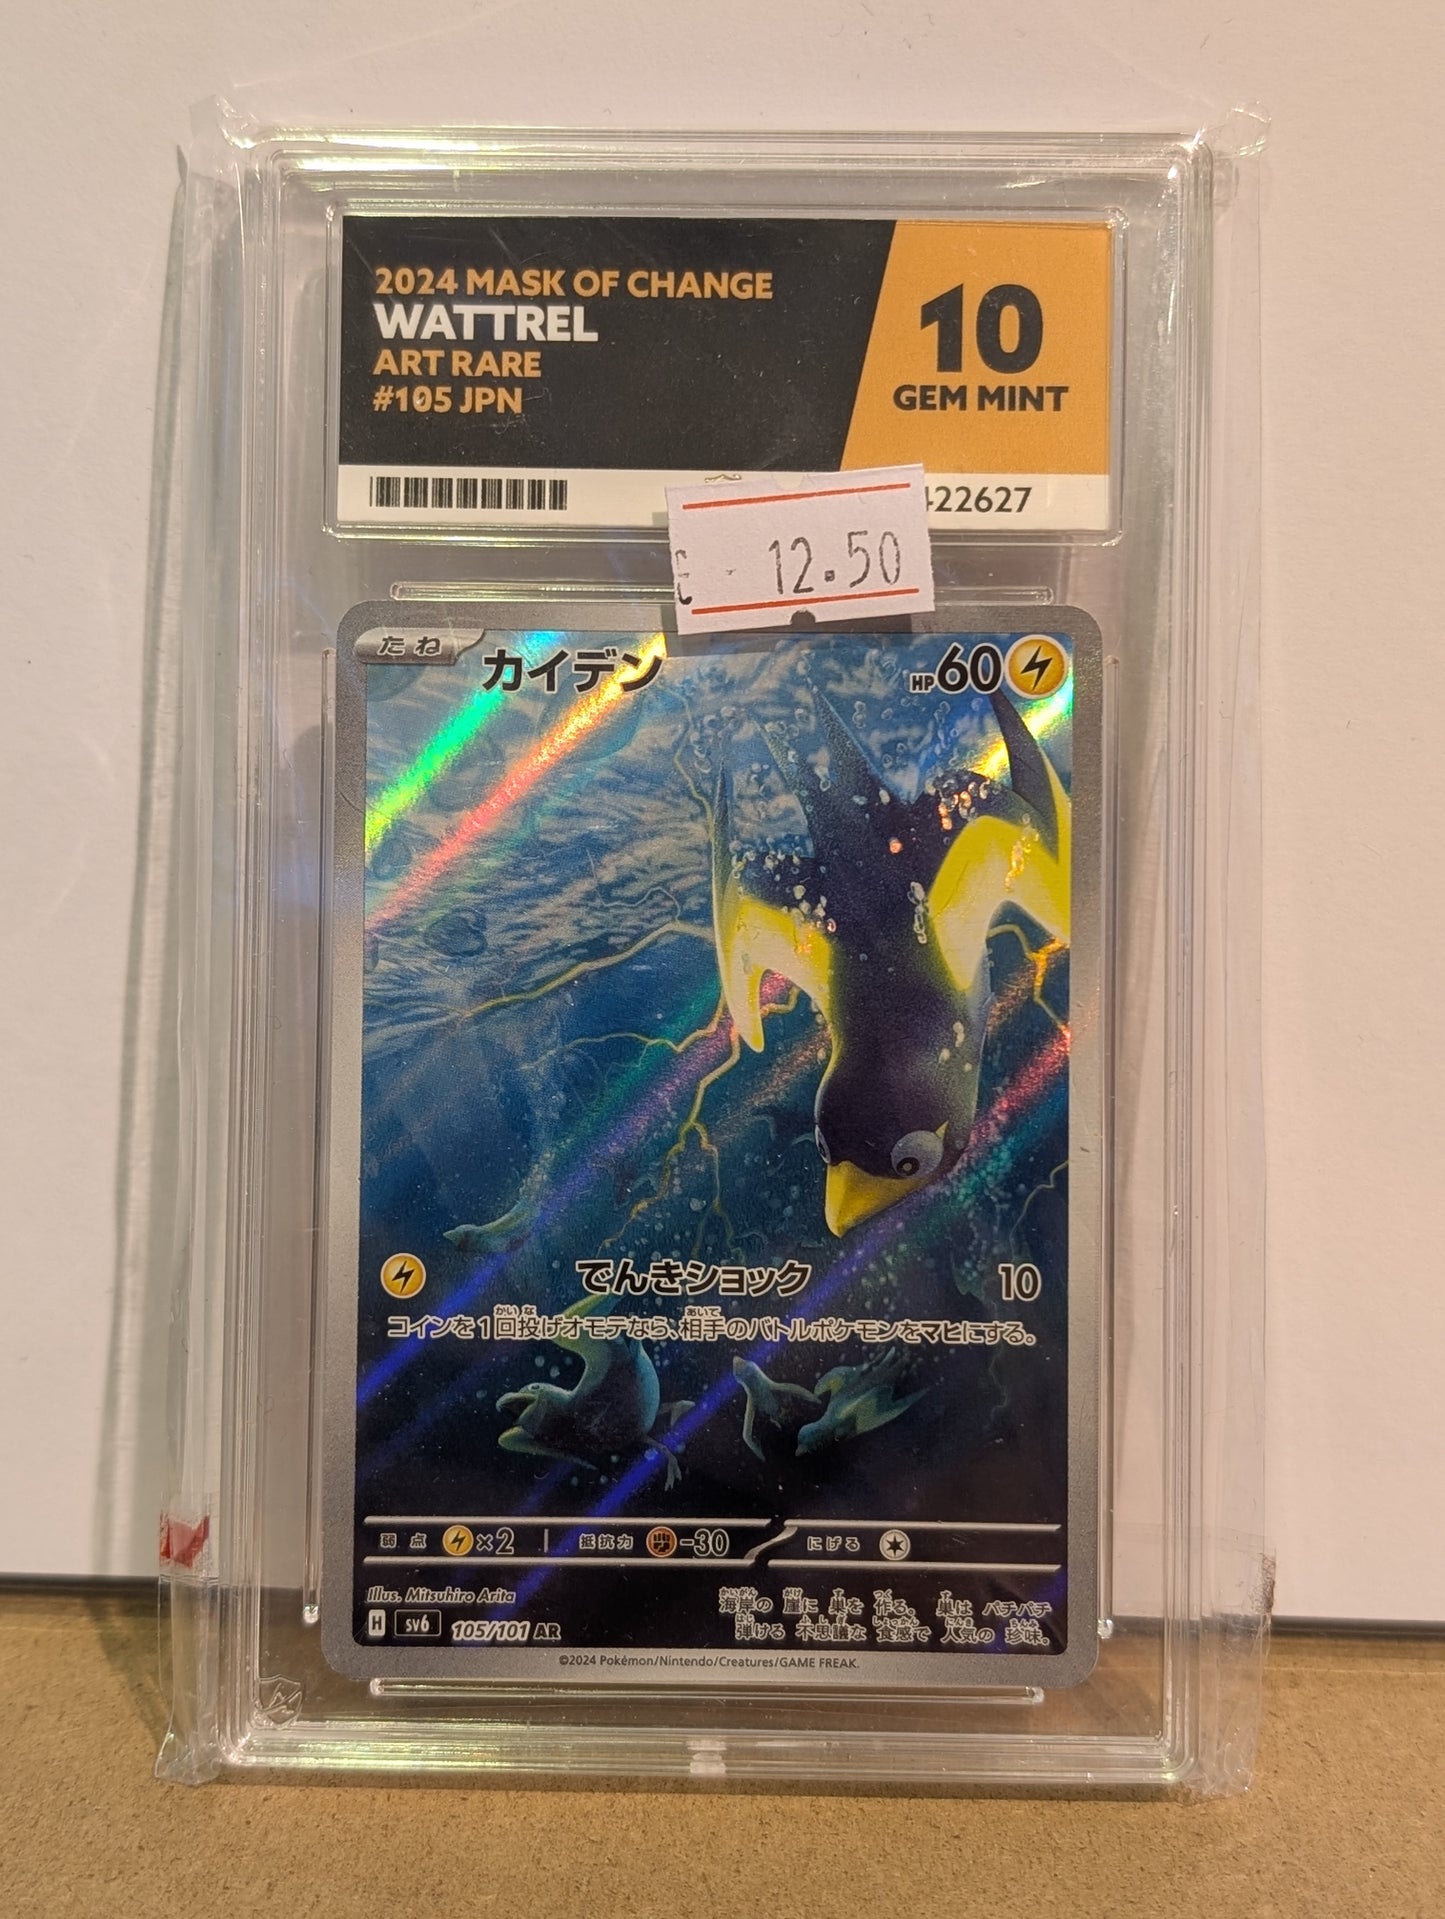 2024 MASK OF CHANGE
WATTREL
ART RARE
#105 JPN
10
GEM MINT
422627
12.50
たね
カイデン
HP60
でんきショック
10
コインを1回投げオモテなら、相手のバトルポケモンをマヒにする。
弱点 ×2 抵抗力 -30 にげる
Illus. Mitsuhiro Arita
H sv6 105/101 AR
海岸の 崖に 巣を 作る。 巣は パチパチ
弾ける 不思議な 食感で 人気の 珍味。
©2024 Pokémon/Nintendo/Creatures/GAME FREAK.